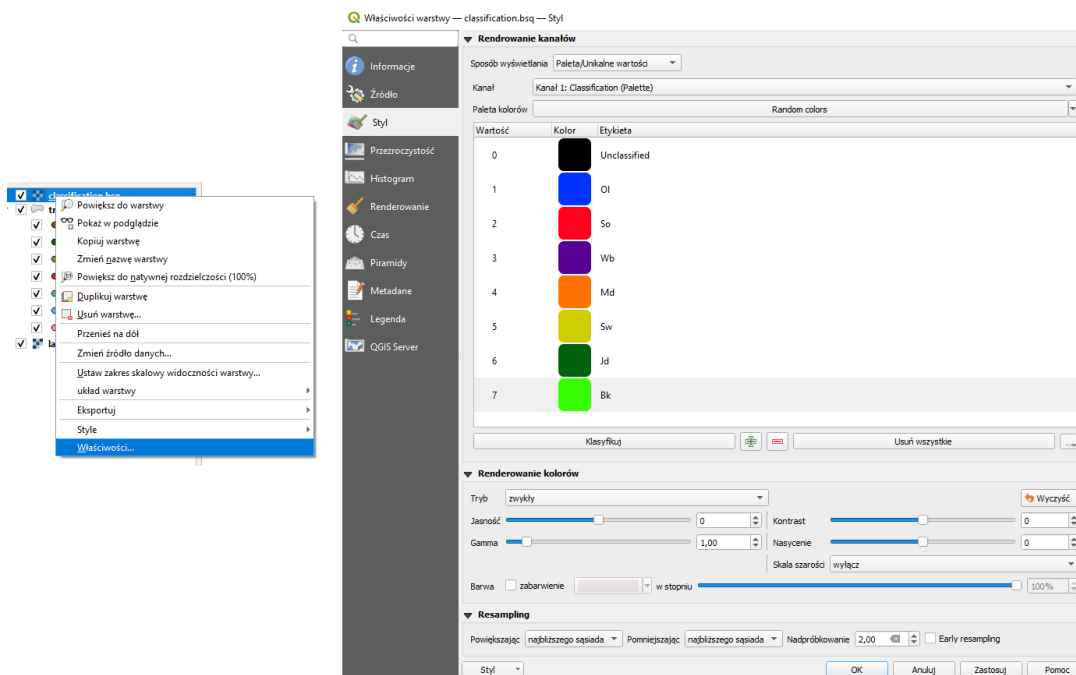 Właściwości warstwy — classification.bsq — Styl
classification.bsq
tr
la
Powiększ do warstwy
Pokaż w podglądzie
Kopiuj warstwę
Zmień nazwę warstwy
Powiększ do natywnej rozdzielczości (100%)
Duplikuj warstwę
Usuń warstwę...
Przenieś na dół
Zmień źródło danych...
Ustaw zakres skalowy widoczności warstwy...
układ warstwy
Eksportuj
Style
Właściwości...
Informacje
Źródło
Styl
Przezroczystość
Histogram
Renderowanie
Czas
Piramidy
Metadane
Legenda
QGIS Server
Rendrowanie kanałów
Sposób wyświetlania Paleta/Unikalne wartości
Kanał Kanał 1: Classification (Palette)
Paleta kolorów Random colors
Wartość Kolor Etykieta
0 Unclassified
1 Ol
2 So
3 Wb
4 Md
5 Sw
6 Jd
7 Bk
Klasyfikuj Usuń wszystkie ...
Renderowanie kolorów
Tryb zwykły Wyczyść
Jasność 0 Kontrast 0
Gamma 1,00 Nasycenie 0
Skala szarości wyłącz
Barwa zabarwienie w stopniu 100%
Resampling
Powiększając najbliższego sąsiada Pomniejszając najbliższego sąsiada Nadpróbkowanie 2,00 Early resampling
Styl OK Anuluj Zastosuj Pomoc